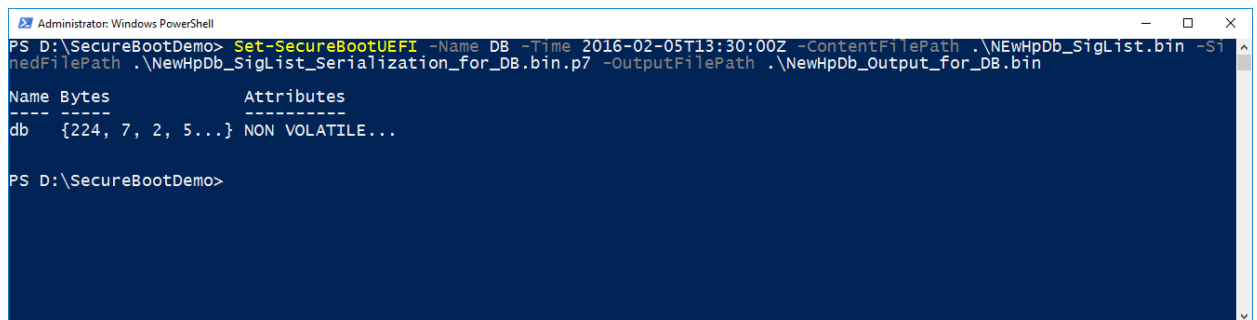 Administrator: Windows PowerShell
PS D:\SecureBootDemo> Set-SecureBootUEFI -Name DB -Time 2016-02-05T13:30:00Z -ContentFilePath .\NEwHpDb_SigList.bin -Si
nedFilePath .\NewHpDb_SigList_Serialization_for_DB.bin.p7 -OutputFilePath .\NewHpDb_Output_for_DB.bin
Name Bytes Attributes
---- ----- ----------
db {224, 7, 2, 5...} NON VOLATILE...
PS D:\SecureBootDemo>